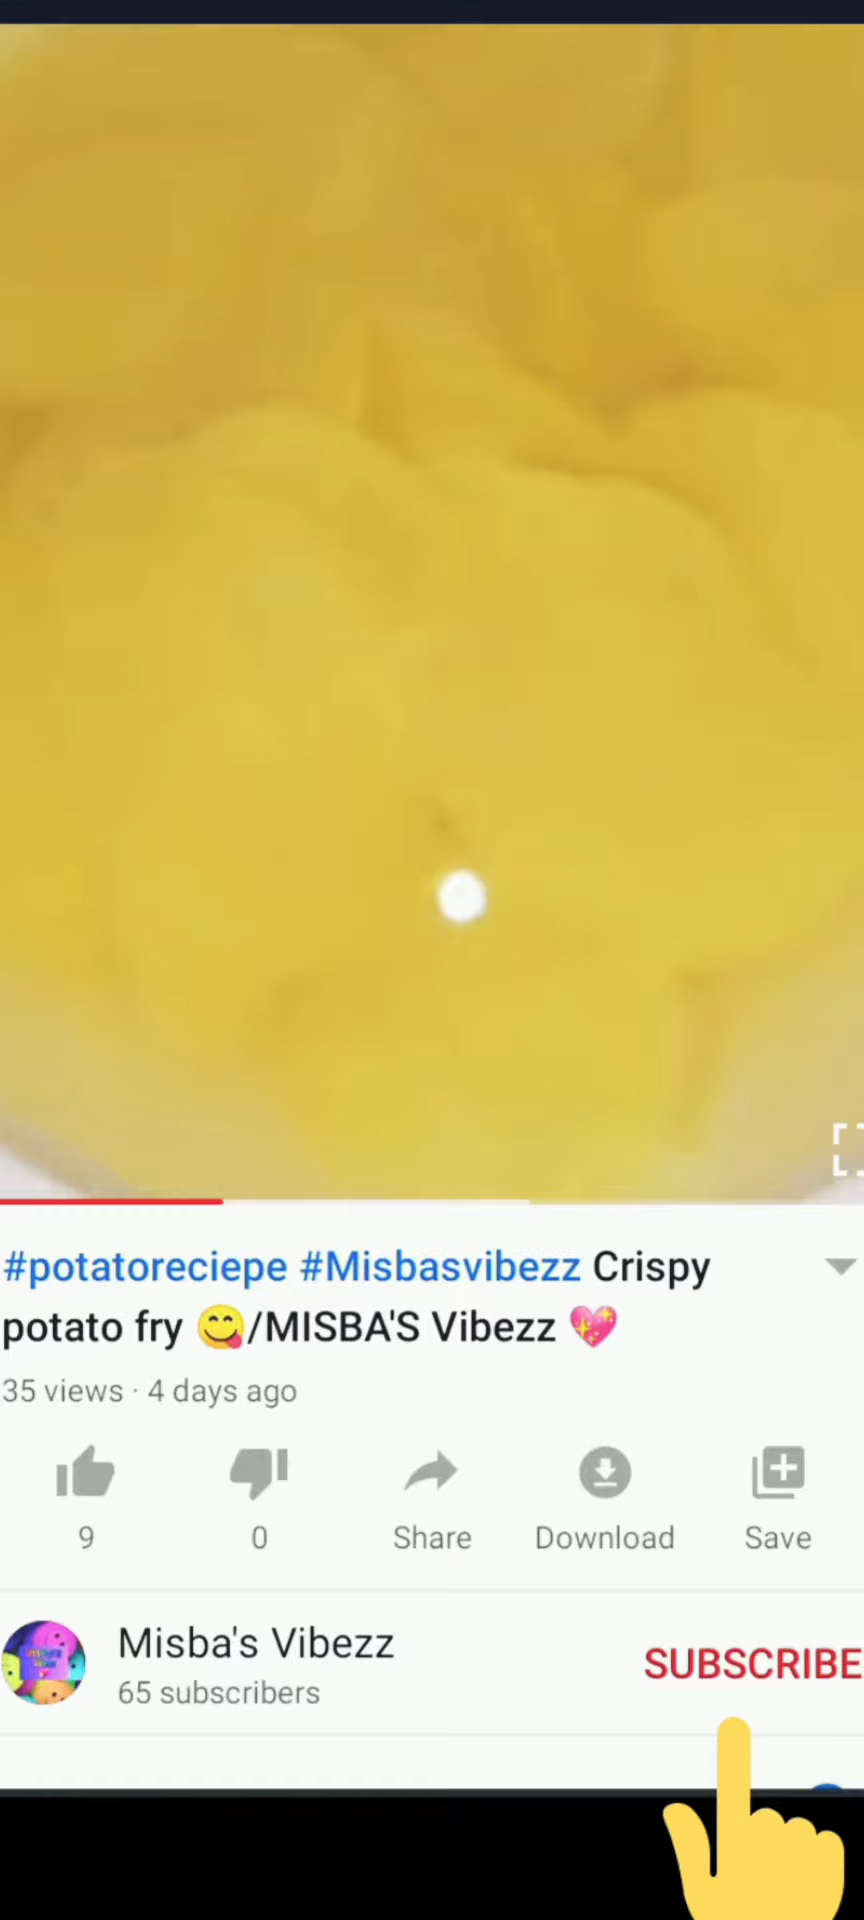 #potatoreciepe #Misbasvibezz Crispy
potato fry 😋/MISBA'S Vibezz 💖
35 views · 4 days ago
9
0
Share
Download
Save
Misba's Vibezz
65 subscribers
SUBSCRIBE